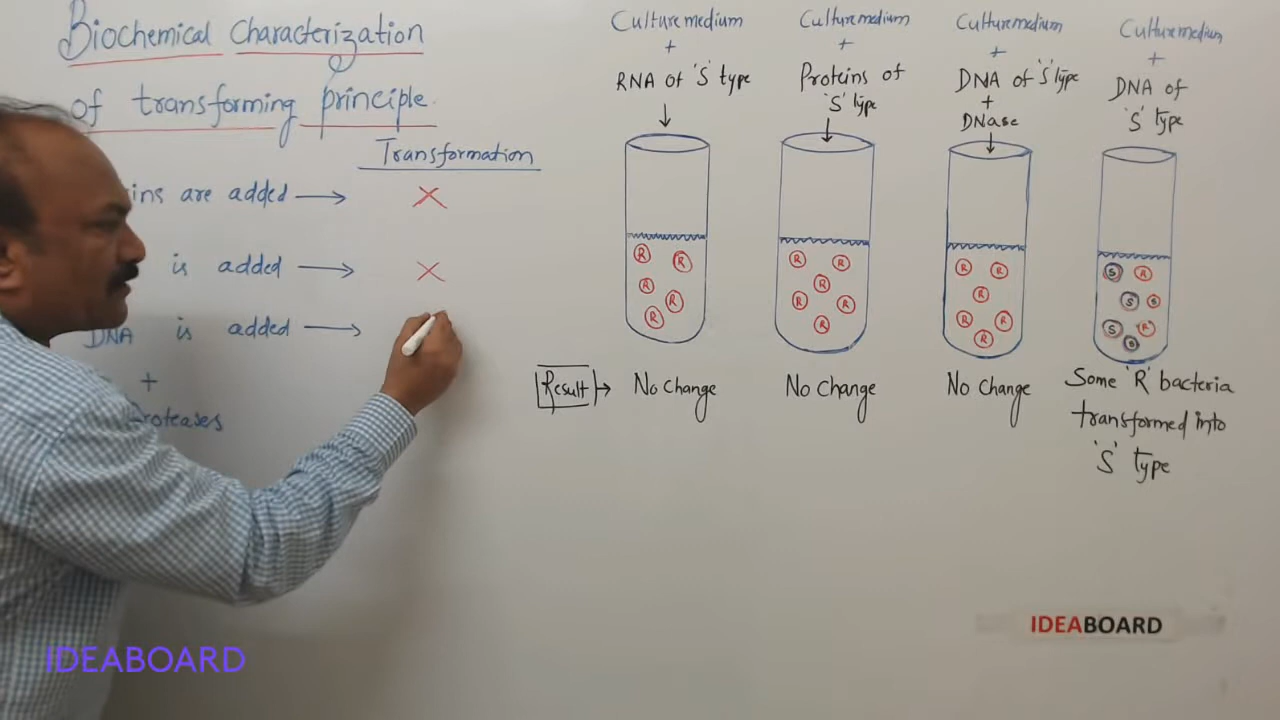 Biochemical Characterization
of transforming principle.
Transformation
ins are added → X
is added → X
DNA is added →
+
Proteases
Culture medium
+
RNA of 'S' type
↓
R R R R R
Culture medium
+
Proteins of
'S' type
↓
R R R R R R
Culture medium
+
DNA of 'S' type
+
DNase
↓
R R R R R R
Culture medium
+
DNA of
'S' type
S R
S S
S R
S
Result → No Change
No Change
No Change
Some 'R' bacteria
transformed into
'S' type
IDEABOARD
IDEABOARD